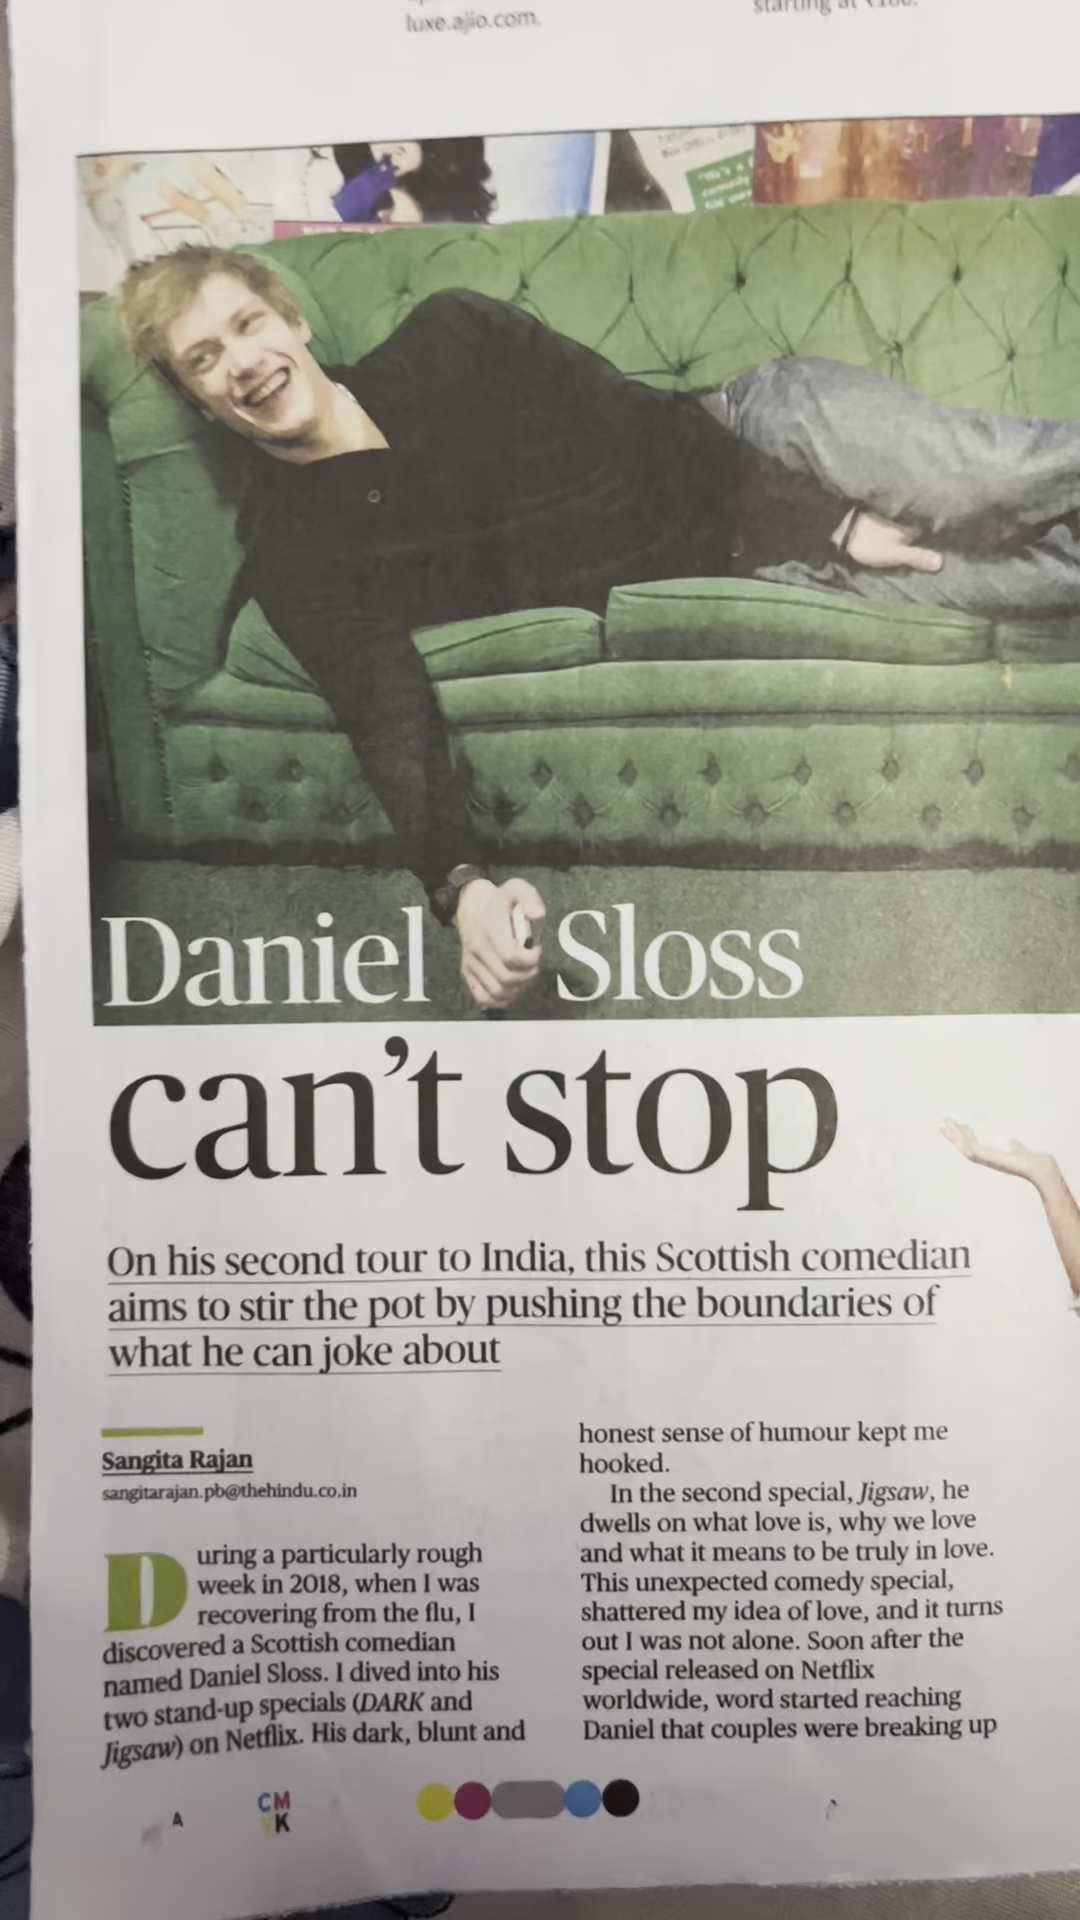 luxe.ajio.com.
starting at
"He's a
comedy
his own
Daniel Sloss
can't stop
On his second tour to India, this Scottish comedian
aims to stir the pot by pushing the boundaries of
what he can joke about
Sangita Rajan
sangitarajan.pb@thehindu.co.in
During a particularly rough
week in 2018, when I was
recovering from the flu, I
discovered a Scottish comedian
named Daniel Sloss. I dived into his
two stand-up specials (DARK and
Jigsaw) on Netflix. His dark, blunt and
honest sense of humour kept me
hooked.
In the second special, Jigsaw, he
dwells on what love is, why we love
and what it means to be truly in love.
This unexpected comedy special,
shattered my idea of love, and it turns
out I was not alone. Soon after the
special released on Netflix
worldwide, word started reaching
Daniel that couples were breaking up
A
CM
YK